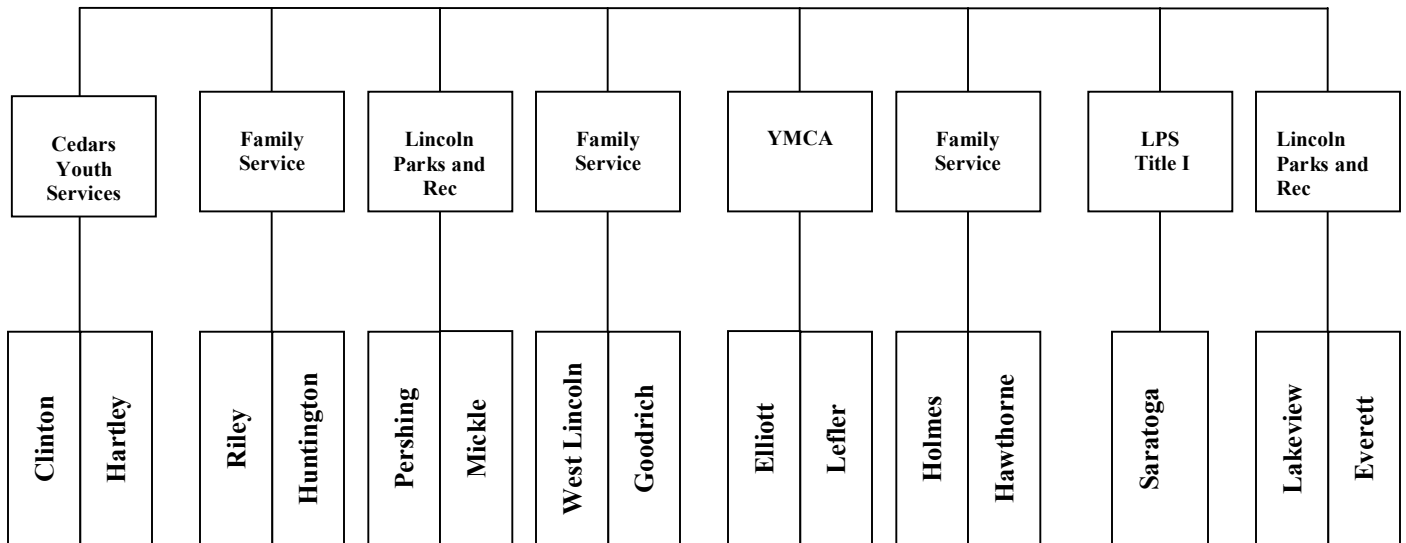 Cedars
Youth
Services
Family
Service
Lincoln
Parks and
Rec
Family
Service
YMCA
Family
Service
LPS
Title I
Lincoln
Parks and
Rec
Clinton
Hartley
Riley
Huntington
Pershing
Mickle
West Lincoln
Goodrich
Elliott
Lefler
Holmes
Hawthorne
Saratoga
Lakeview
Everett